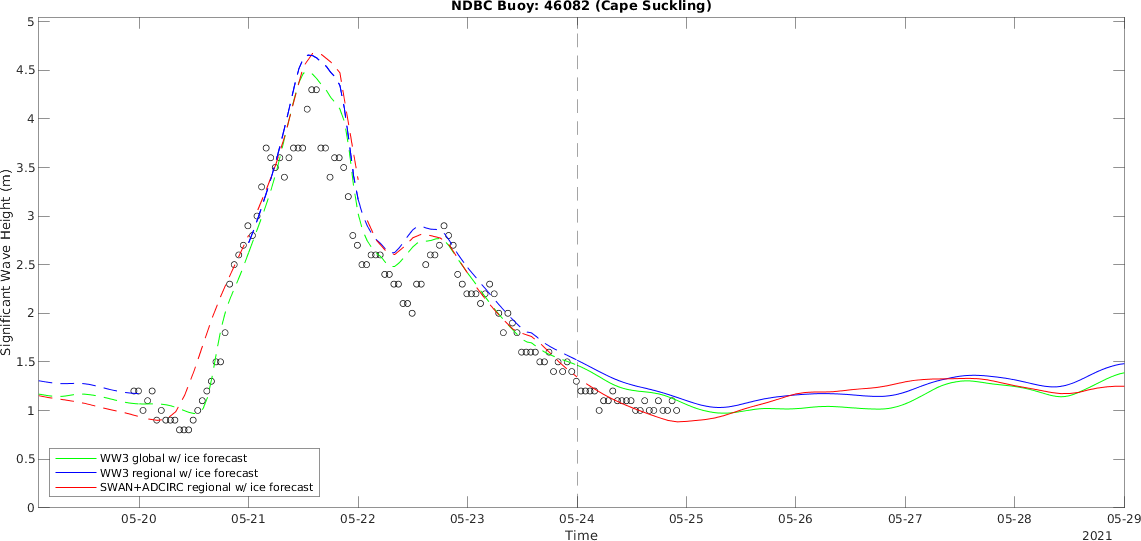 NDBC Buoy: 46082 (Cape Suckling)
5
4.5
4
3.5
3
2.5
2
1.5
1
0.5
0
Significant Wave Height (m)
WW3 global w/ ice forecast
WW3 regional w/ ice forecast
SWAN+ADCIRC regional w/ ice forecast
05-20 05-21 05-22 05-23 05-24 05-25 05-26 05-27 05-28 05-29
Time
2021